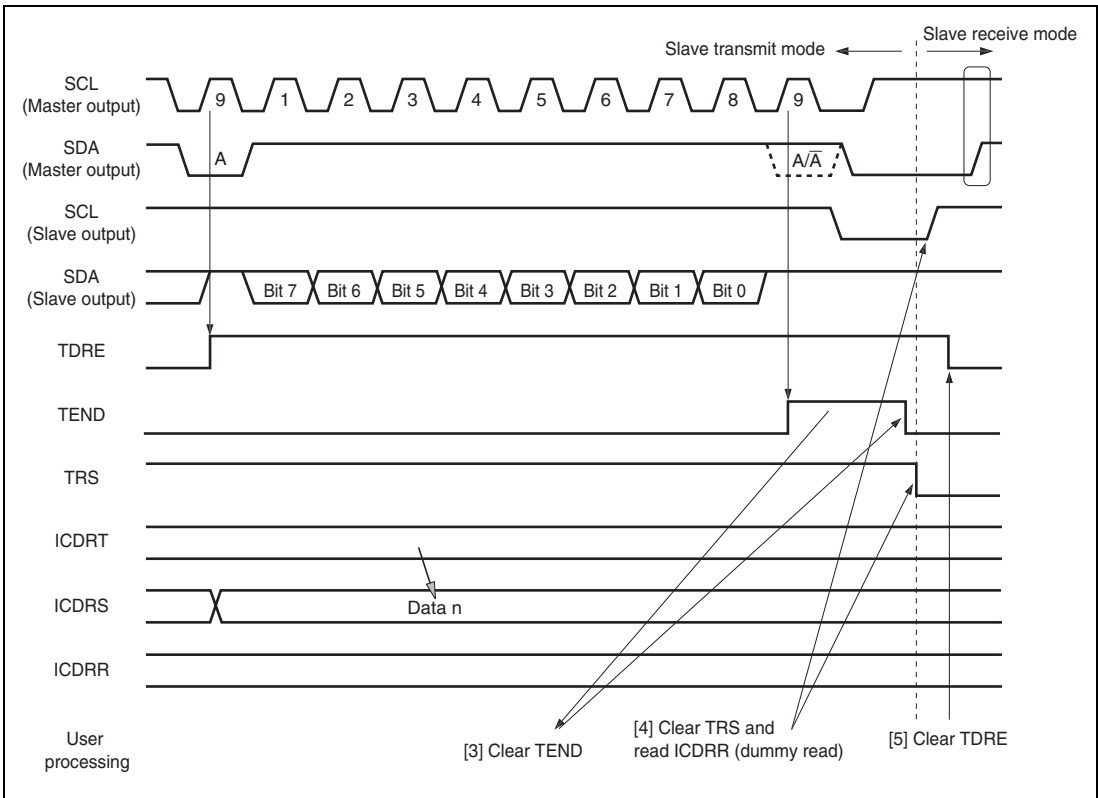 Slave transmit mode
Slave receive mode
SCL
(Master output)
9 1 2 3 4 5 6 7 8 9
SDA
(Master output)
A
A/A̅
SCL
(Slave output)
SDA
(Slave output)
Bit 7 Bit 6 Bit 5 Bit 4 Bit 3 Bit 2 Bit 1 Bit 0
TDRE
TEND
TRS
ICDRT
ICDRS
Data n
ICDRR
User
processing
[3] Clear TEND
[4] Clear TRS and
read ICDRR (dummy read)
[5] Clear TDRE